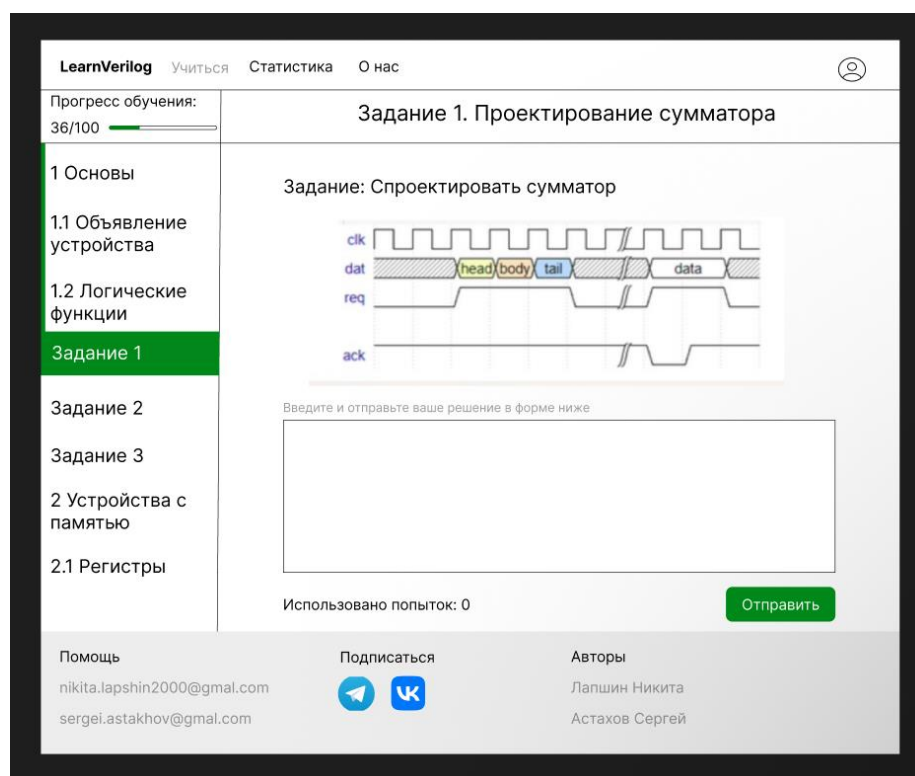 LearnVerilog Учиться Статистика О нас
Прогресс обучения:
36/100
Задание 1. Проектирование сумматора
1 Основы
1.1 Объявление
устройства
1.2 Логические
функции
Задание 1
Задание 2
Задание 3
2 Устройства с
памятью
2.1 Регистры
Задание: Спроектировать сумматор
clk
dat head body tail data
req
ack
Введите и отправьте ваше решение в форме ниже
Использовано попыток: 0
Отправить
Помощь
nikita.lapshin2000@gmal.com
sergei.astakhov@gmal.com
Подписаться
Авторы
Лапшин Никита
Астахов Сергей